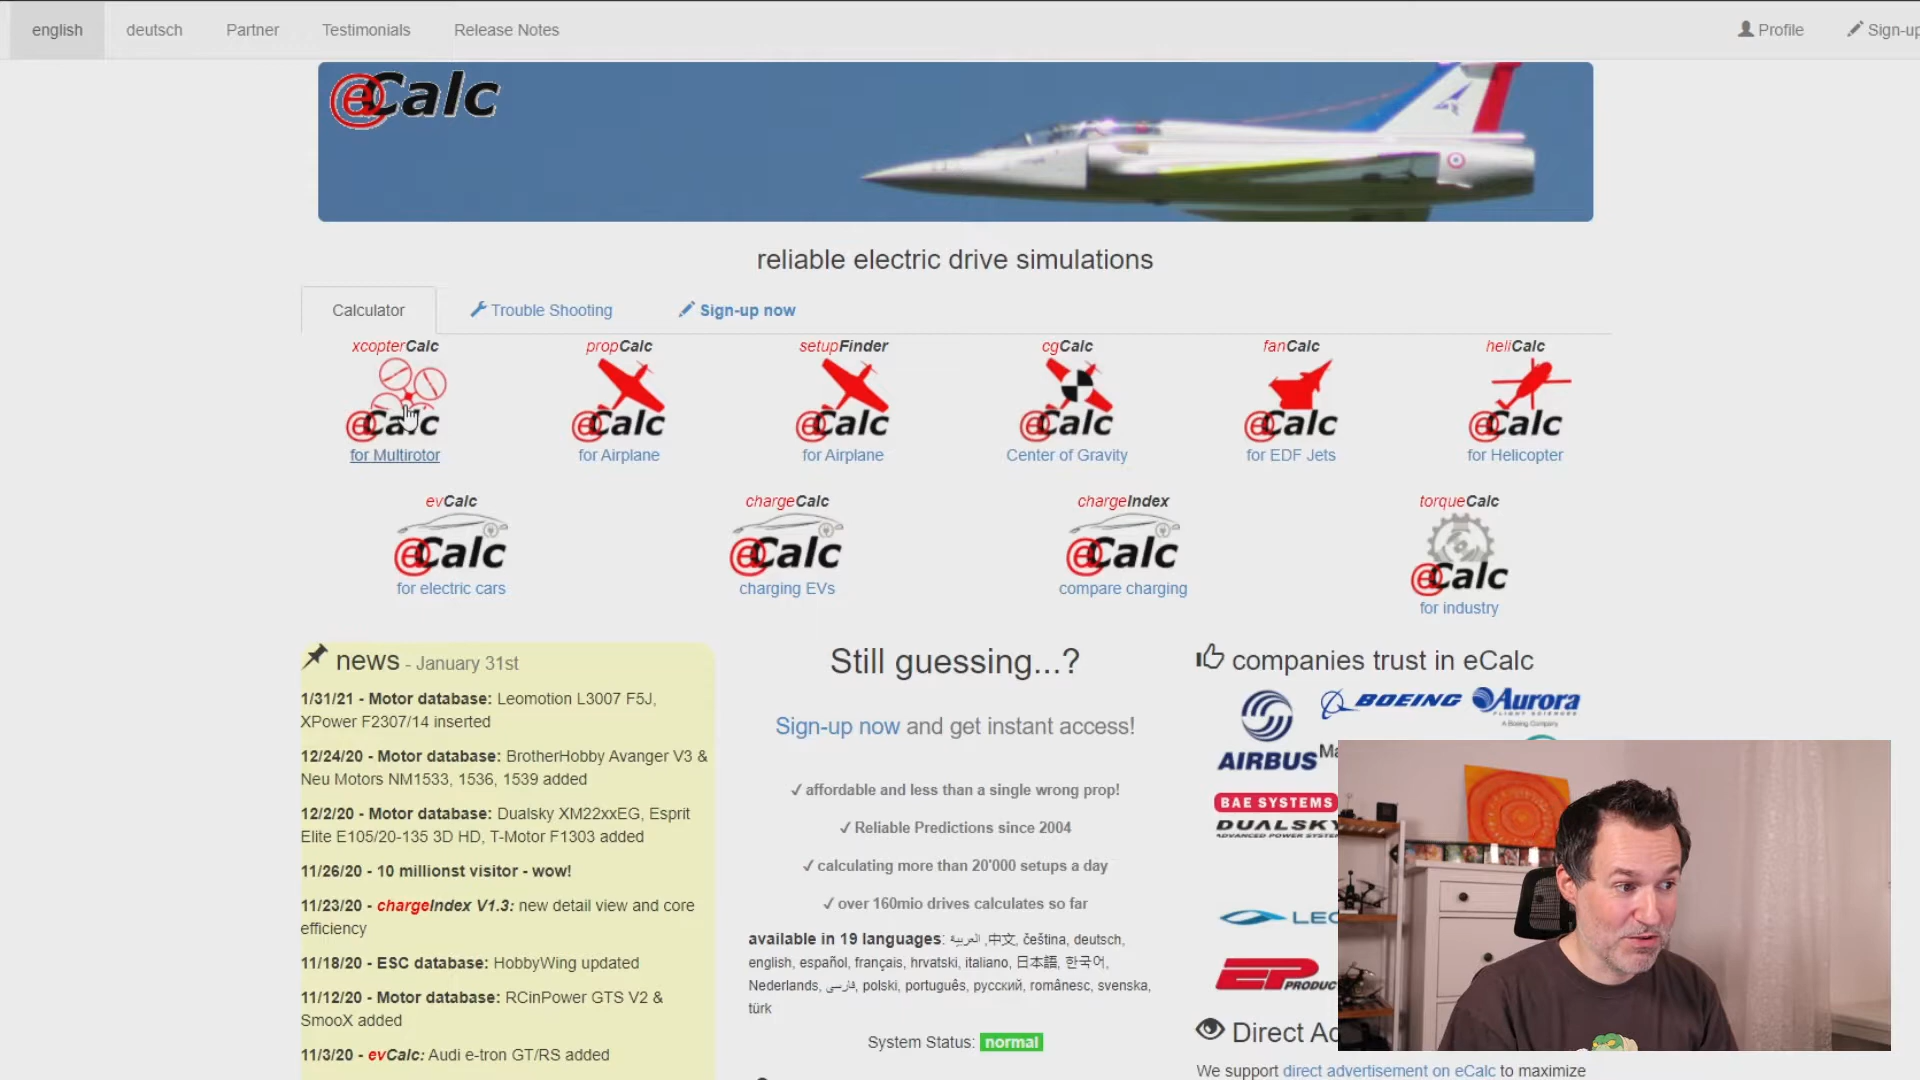 english
deutsch
Partner
Testimonials
Release Notes
Profile
Sign-up
eCalc
reliable electric drive simulations
Calculator
Trouble Shooting
Sign-up now
xcopterCalc
eCalc
for Multirotor
propCalc
eCalc
for Airplane
setupFinder
eCalc
for Airplane
cgCalc
eCalc
Center of Gravity
fanCalc
eCalc
for EDF Jets
heliCalc
eCalc
for Helicopter
evCalc
eCalc
for electric cars
chargeCalc
eCalc
charging EVs
chargeIndex
eCalc
compare charging
torqueCalc
eCalc
for industry
news - January 31st
1/31/21 - Motor database: Leomotion L3007 F5J,
XPower F2307/14 inserted
12/24/20 - Motor database: BrotherHobby Avanger V3 &
Neu Motors NM1533, 1536, 1539 added
12/2/20 - Motor database: Dualsky XM22xxEG, Esprit
Elite E105/20-135 3D HD, T-Motor F1303 added
11/26/20 - 10 millionst visitor - wow!
11/23/20 - chargeIndex V1.3: new detail view and core
efficiency
11/18/20 - ESC database: HobbyWing updated
11/12/20 - Motor database: RCinPower GTS V2 &
SmooX added
11/3/20 - evCalc: Audi e-tron GT/RS added
Still guessing...?
Sign-up now and get instant access!
✓ affordable and less than a single wrong prop!
✓ Reliable Predictions since 2004
✓ calculating more than 20'000 setups a day
✓ over 160mio drives calculates so far
available in 19 languages: العربية, 中文, čeština, deutsch,
english, español, français, hrvatski, italiano, 日本語, 한국어,
Nederlands, فارسی, polski, português, русский, românesc, svenska,
türk
System Status: normal
companies trust in eCalc
AIRBUS
BOEING
Aurora
FLIGHT SCIENCES
A Boeing Company
Ma
BAE SYSTEMS
DUALSKY
ADVANCED POWER SYSTE
LEO
EP PRODUC
Direct Ad
We support direct advertisement on eCalc to maximize